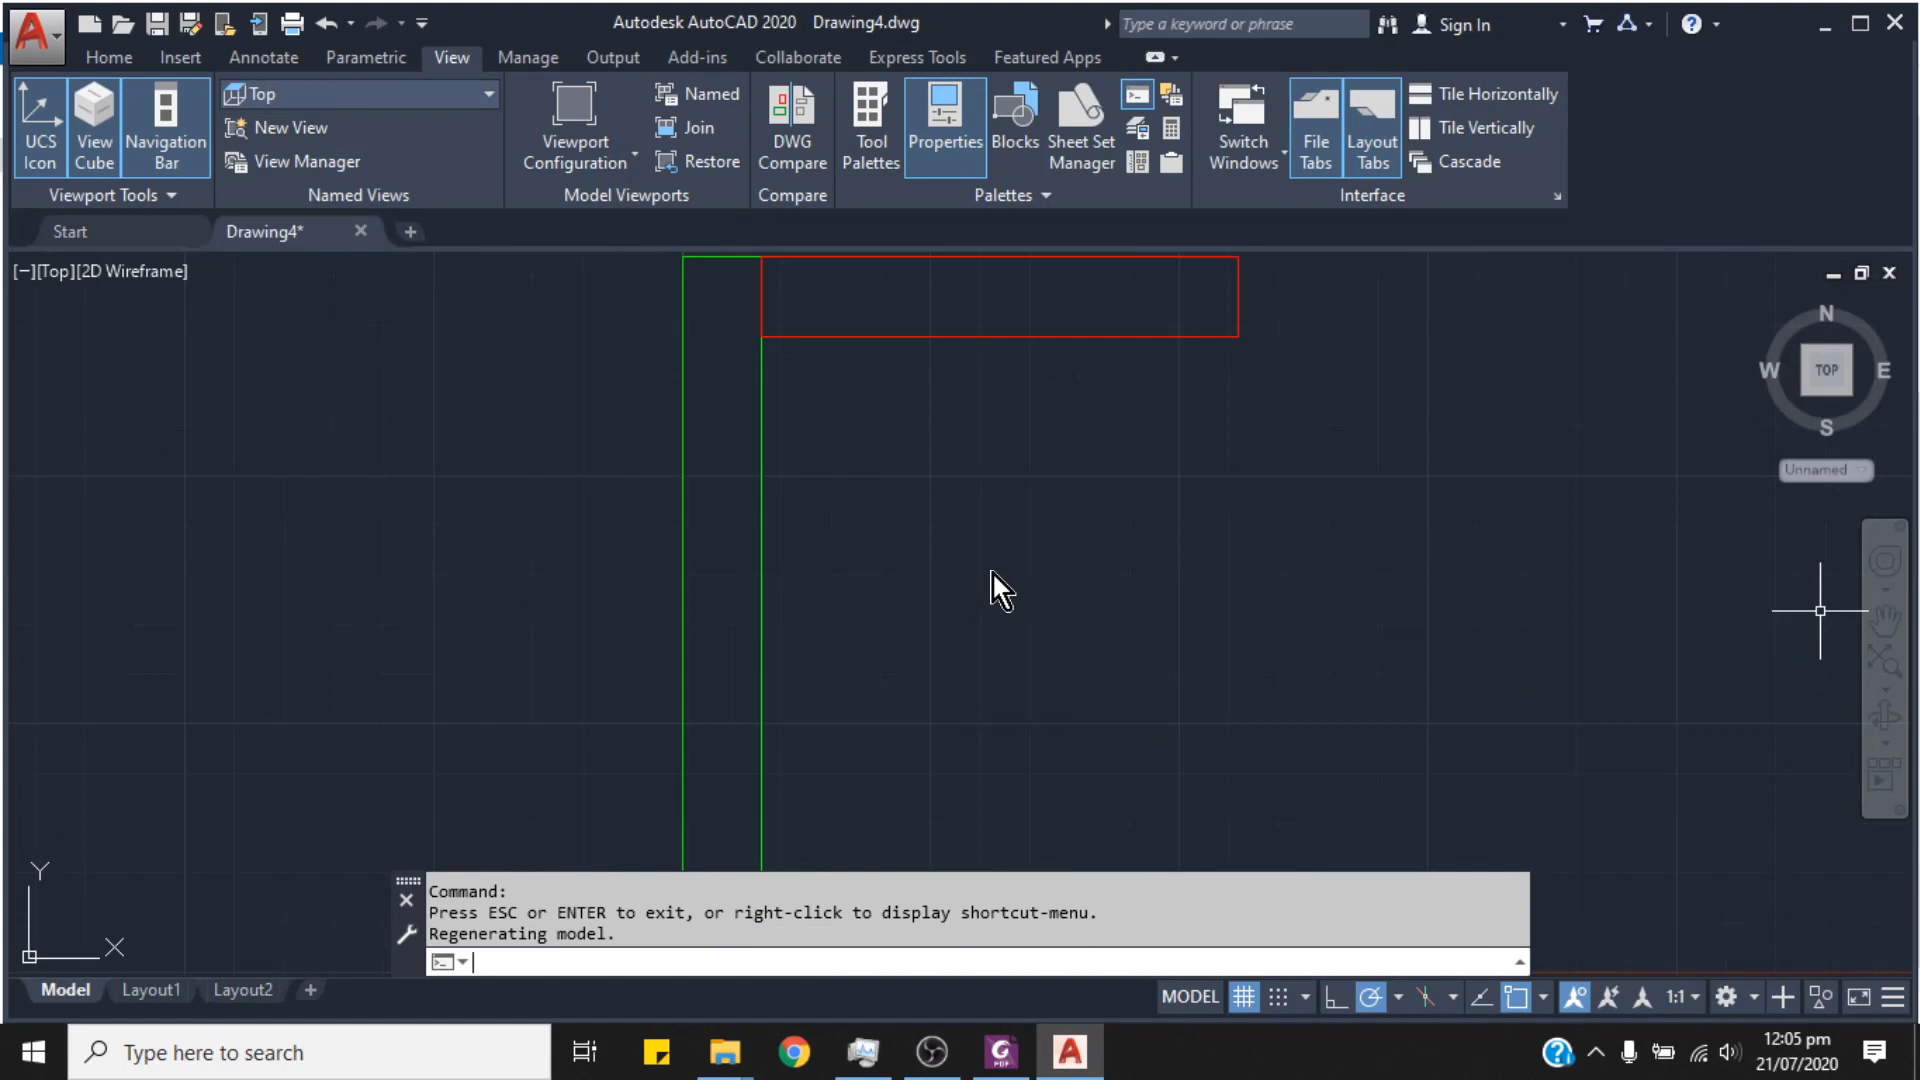 Autodesk AutoCAD 2020 Drawing4.dwg
Type a keyword or phrase
Sign In
Home Insert Annotate Parametric View Manage Output Add-ins Collaborate Express Tools Featured Apps
UCS Icon
View Cube
Navigation Bar
Viewport Tools
Top
New View
View Manager
Named Views
Viewport Configuration
Named
Join
Restore
Model Viewports
DWG Compare
Compare
Tool Palettes
Properties
Blocks
Sheet Set Manager
Palettes
Switch Windows
File Tabs
Layout Tabs
Tile Horizontally
Tile Vertically
Cascade
Interface
Start
Drawing4*
[−][Top][2D Wireframe]
N
W TOP E
S
Unnamed
Y
X
Command:
Press ESC or ENTER to exit, or right-click to display shortcut-menu.
Regenerating model.
Model Layout1 Layout2
MODEL
1:1
Type here to search
PDF
12:05 pm
21/07/2020